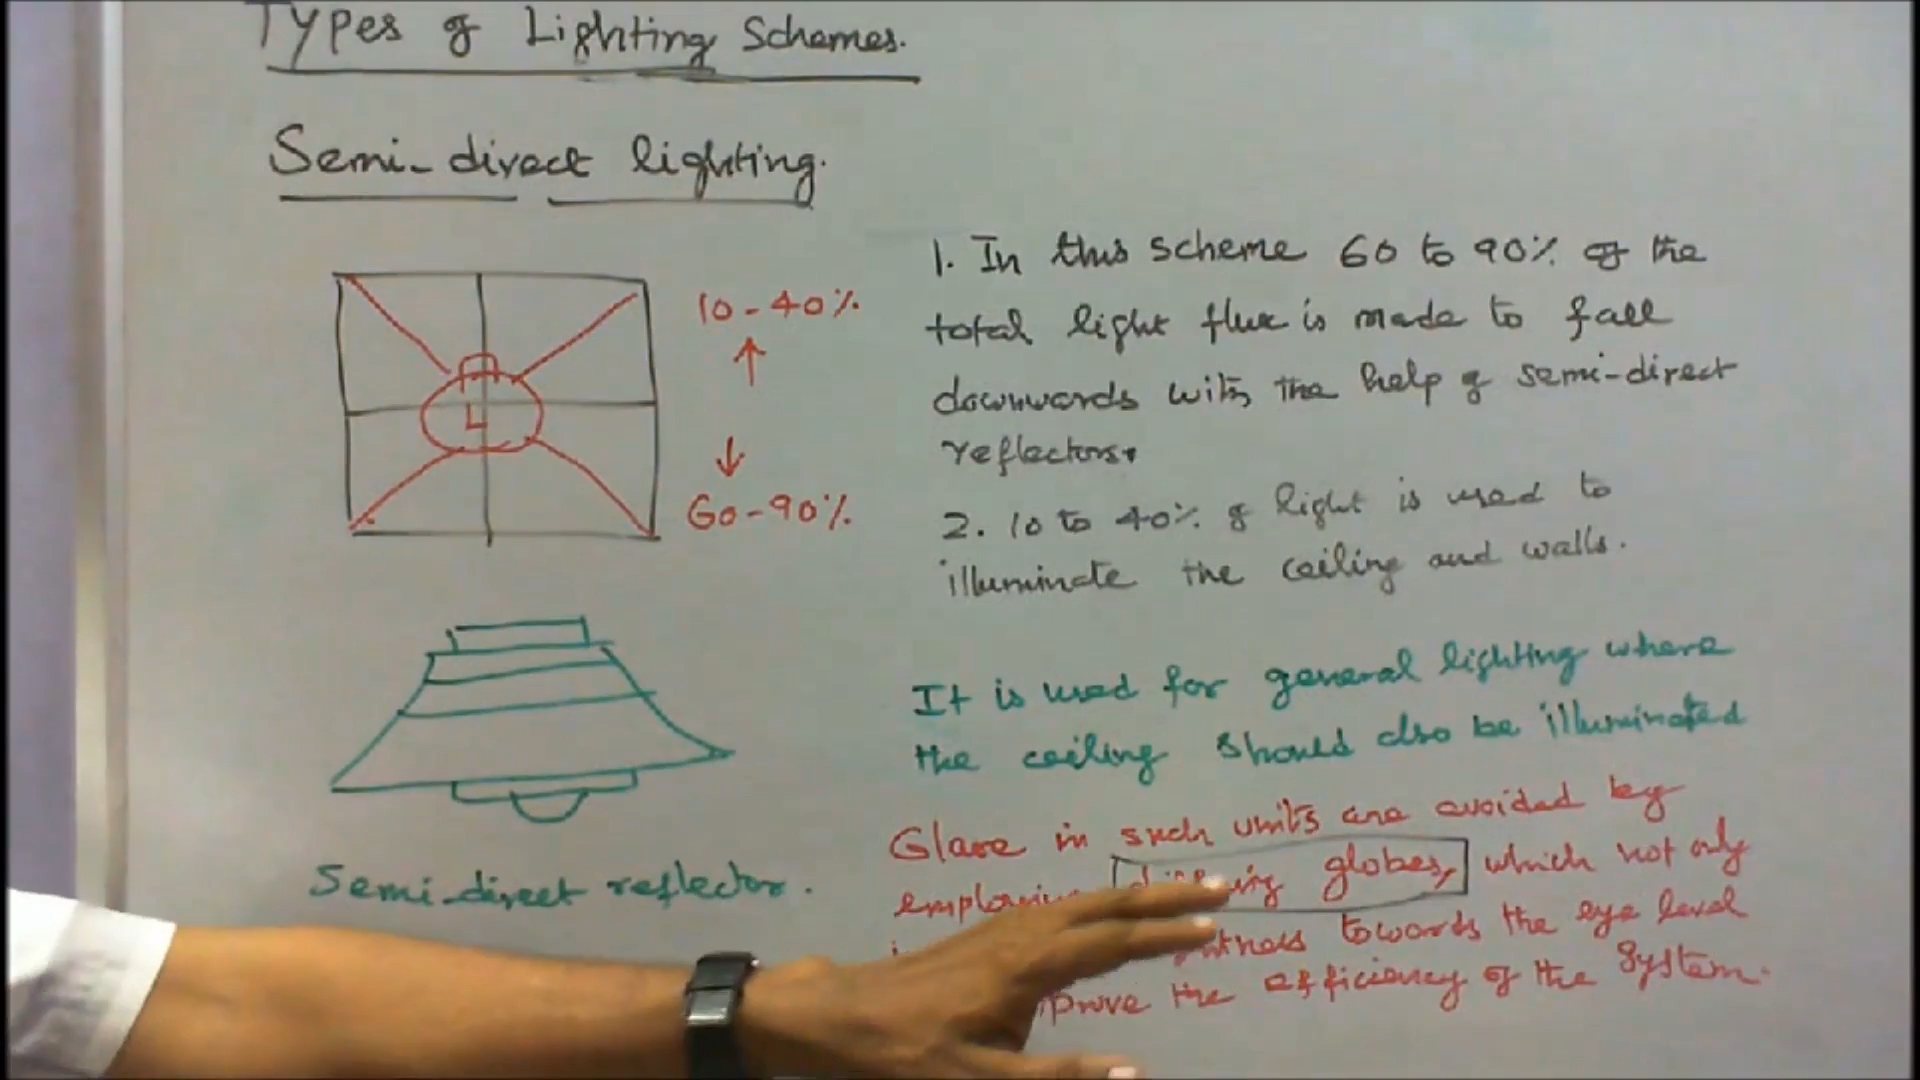 Types of Lighting Schemes.
Semi-direct lighting.
10-40%
↑
L
↓
60-90%
1. In this scheme 60 to 90% of the
total light flux is made to fall
downwards with the help of semi-direct
reflectors.
2. 10 to 40% of light is used to
illuminate the ceiling and walls.
Semi-direct reflector.
It is used for general lighting where
the ceiling should also be illuminated
Glare in such units are avoided by
globes, which not only
towards the eye level
the efficiency of the system.